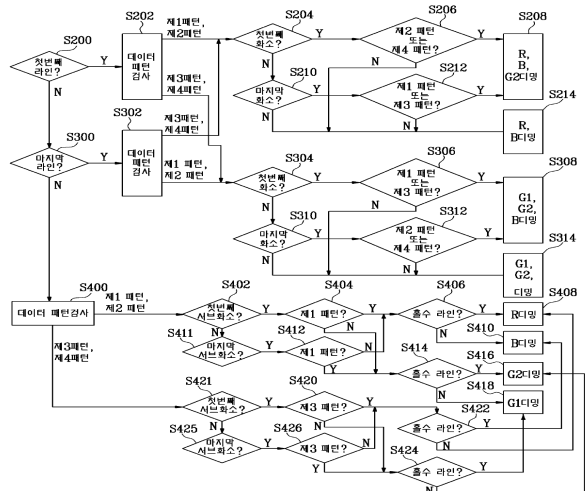 S200
첫번째
라인?
Y
N
S202
데이터
패턴
검사
제1패턴,
제2패턴
제3패턴,
제4패턴
S204
첫번째
화소?
Y
N
S206
제2 패턴
또는
제4 패턴?
Y
N
S208
R,
B,
G2디밍
S210
마지막
화소?
Y
N
S212
제1 패턴
또는
제3 패턴?
Y
N
S214
R,
B디밍
S300
마지막
라인?
Y
N
S302
데이터
패턴
검사
제3패턴,
제4패턴
제1 패턴,
제2 패턴
S304
첫번째
화소?
Y
N
S306
제1 패턴
또는
제3 패턴?
Y
N
S308
G1,
G2,
B디밍
S310
마지막
화소?
Y
N
S312
제2 패턴
또는
제4 패턴?
Y
N
S314
G1,
G2,
디밍
S400
데이터 패턴검사
제1 패턴,
제2 패턴
제3패턴,
제4패턴
S402
첫번째
서브화소?
Y
N
S404
제1 패턴?
Y
N
S406
홀수 라인?
Y
N
S408
R디밍
S410
B디밍
S411
마지막
서브화소?
Y
S412
제1 패턴?
N
Y
S414
홀수 라인?
Y
N
S416
G2디밍
S418
G1디밍
S421
첫번째
서브화소?
Y
N
S420
제3 패턴?
Y
N
S422
홀수 라인?
Y
N
S425
마지막
서브화소?
Y
S426
제3 패턴?
N
Y
S424
홀수 라인?
Y
N